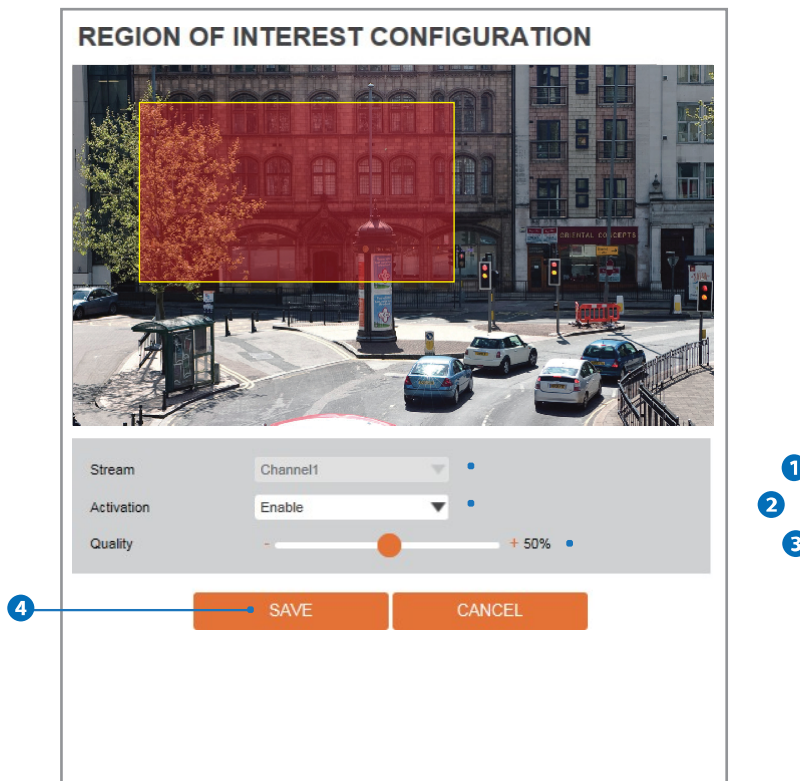 REGION OF INTEREST CONFIGURATION
ORIENTAL CONCEPTS
Stream Channel1
1
Activation Enable
2
Quality - + 50%
3
4
SAVE CANCEL